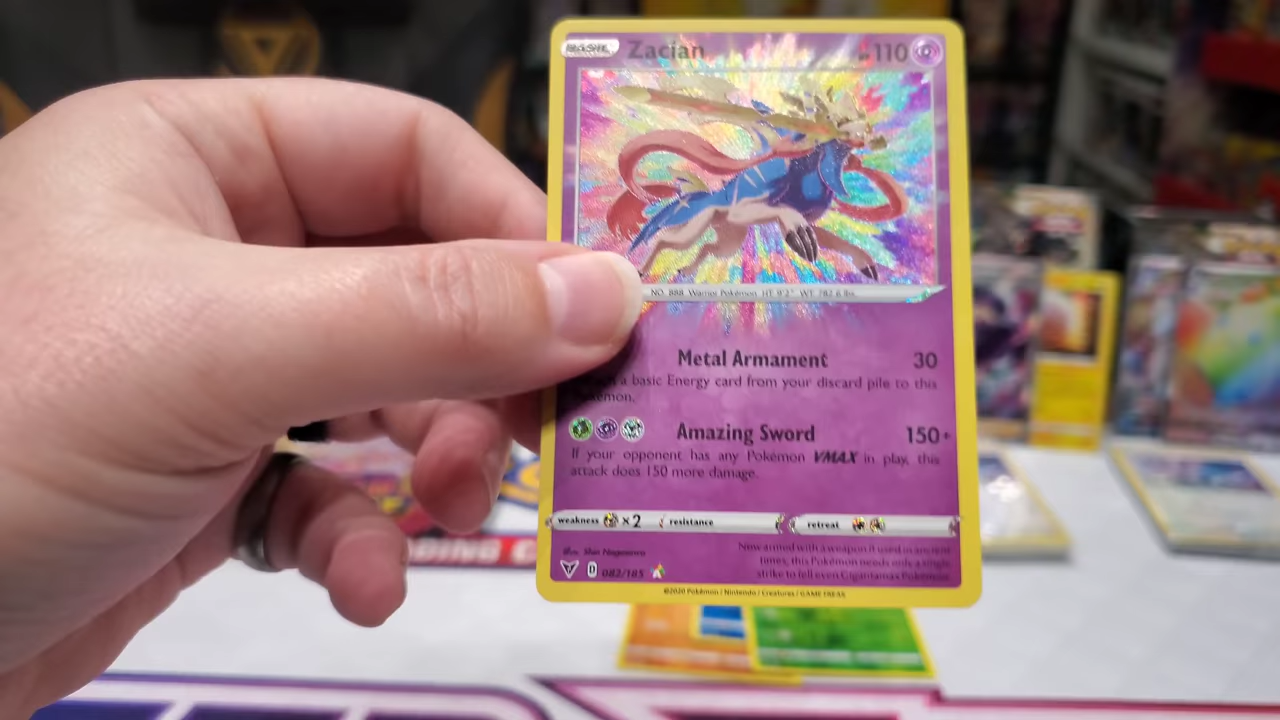 BASIC Zacian HP 110
NO. 888 Warrior Pokémon HT: 9'2" WT: 782.6 lbs.
Metal Armament 30
a basic Energy card from your discard pile to this
Pokémon.
Amazing Sword 150+
If your opponent has any Pokémon VMAX in play, this
attack does 150 more damage.
weakness ×2 resistance retreat
Illus. Shin Nagasawa
D 082/185
Now armed with a weapon it used in ancient
times, this Pokémon needs only a single
strike to fell even Gigantamax Pokémon.
©2020 Pokémon / Nintendo / Creatures / GAME FREAK